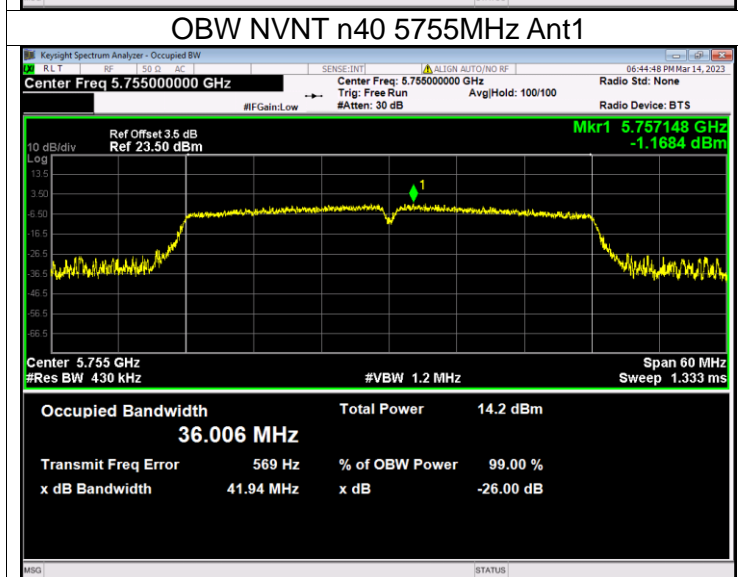 STATUS
OBW NVNT n40 5755MHz Ant1
Keysight Spectrum Analyzer - Occupied BW
RLT RF 50 Ω AC SENSE:INT ALIGN AUTO/NO RF 06:44:48 PM Mar 14, 2023
Center Freq 5.755000000 GHz Center Freq: 5.755000000 GHz Radio Std: None
Trig: Free Run Avg|Hold: 100/100
#IFGain:Low #Atten: 30 dB Radio Device: BTS
Mkr1 5.757148 GHz
Ref Offset 3.5 dB
10 dB/div Ref 23.50 dBm -1.1684 dBm
Log
13.5
1
3.50
-6.50
-16.5
-26.5
-36.5
-46.5
-56.5
-66.5
Center 5.755 GHz Span 60 MHz
#Res BW 430 kHz #VBW 1.2 MHz Sweep 1.333 ms
Occupied Bandwidth Total Power 14.2 dBm
36.006 MHz
Transmit Freq Error 569 Hz % of OBW Power 99.00 %
x dB Bandwidth 41.94 MHz x dB -26.00 dB
MSG STATUS